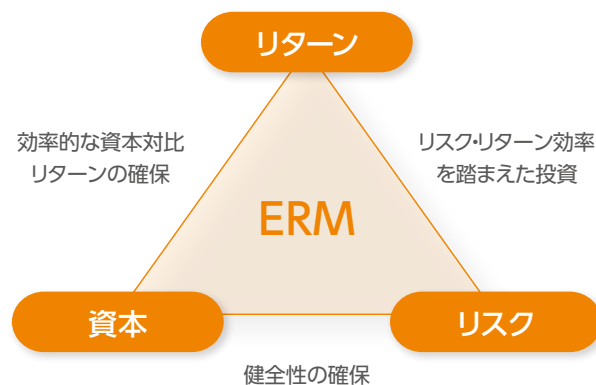 リターン
効率的な資本対比
リターンの確保
リスク・リターン効率
を踏まえた投資
ERM
資本
リスク
健全性の確保